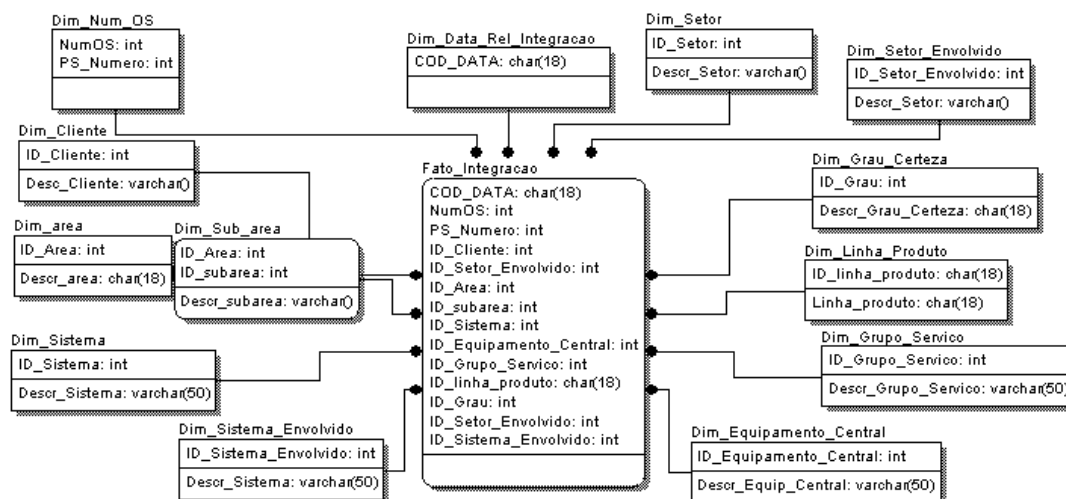 Dim_Num_OS
NumOS: int
PS_Numero: int
Dim_Data_Rel_Integracao
COD_DATA: char(18)
Dim_Setor
ID_Setor: int
Descr_Setor: varchar()
Dim_Setor_Envolvido
ID_Setor_Envolvido: int
Descr_Setor: varchar()
Dim_Cliente
ID_Cliente: int
Desc_Cliente: varchar()
Dim_area
ID_Area: int
Descr_area: char(18)
Dim_Sub_area
ID_Area: int
ID_subarea: int
Descr_subarea: varchar()
Fato_Integracao
COD_DATA: char(18)
NumOS: int
PS_Numero: int
ID_Cliente: int
ID_Setor_Envolvido: int
ID_Area: int
ID_subarea: int
ID_Sistema: int
ID_Equipamento_Central: int
ID_Grupo_Servico: int
ID_linha_produto: char(18)
ID_Grau: int
ID_Setor_Envolvido: int
ID_Sistema_Envolvido: int
Dim_Grau_Certeza
ID_Grau: int
Descr_Grau_Certeza: char(18)
Dim_Linha_Produto
ID_linha_produto: char(18)
Linha_produto: char(18)
Dim_Sistema
ID_Sistema: int
Descr_Sistema: varchar(50)
Dim_Grupo_Servico
ID_Grupo_Servico: int
Descr_Grupo_Servico: varchar(50)
Dim_Sistema_Envolvido
ID_Sistema_Envolvido: int
Descr_Sistema: varchar(50)
Dim_Equipamento_Central
ID_Equipamento_Central: int
Descr_Equip_Central: varchar(50)